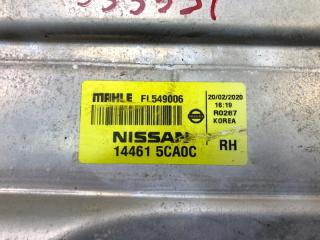 MAHLE FL549006
20/02/2020
16:19
R0267
KOREA
NISSAN
14461 5CA0C RH